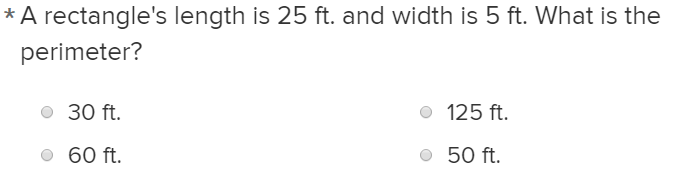 * A rectangle's length is 25 ft. and width is 5 ft. What is the
perimeter?
30 ft.
125 ft.
60 ft.
50 ft.